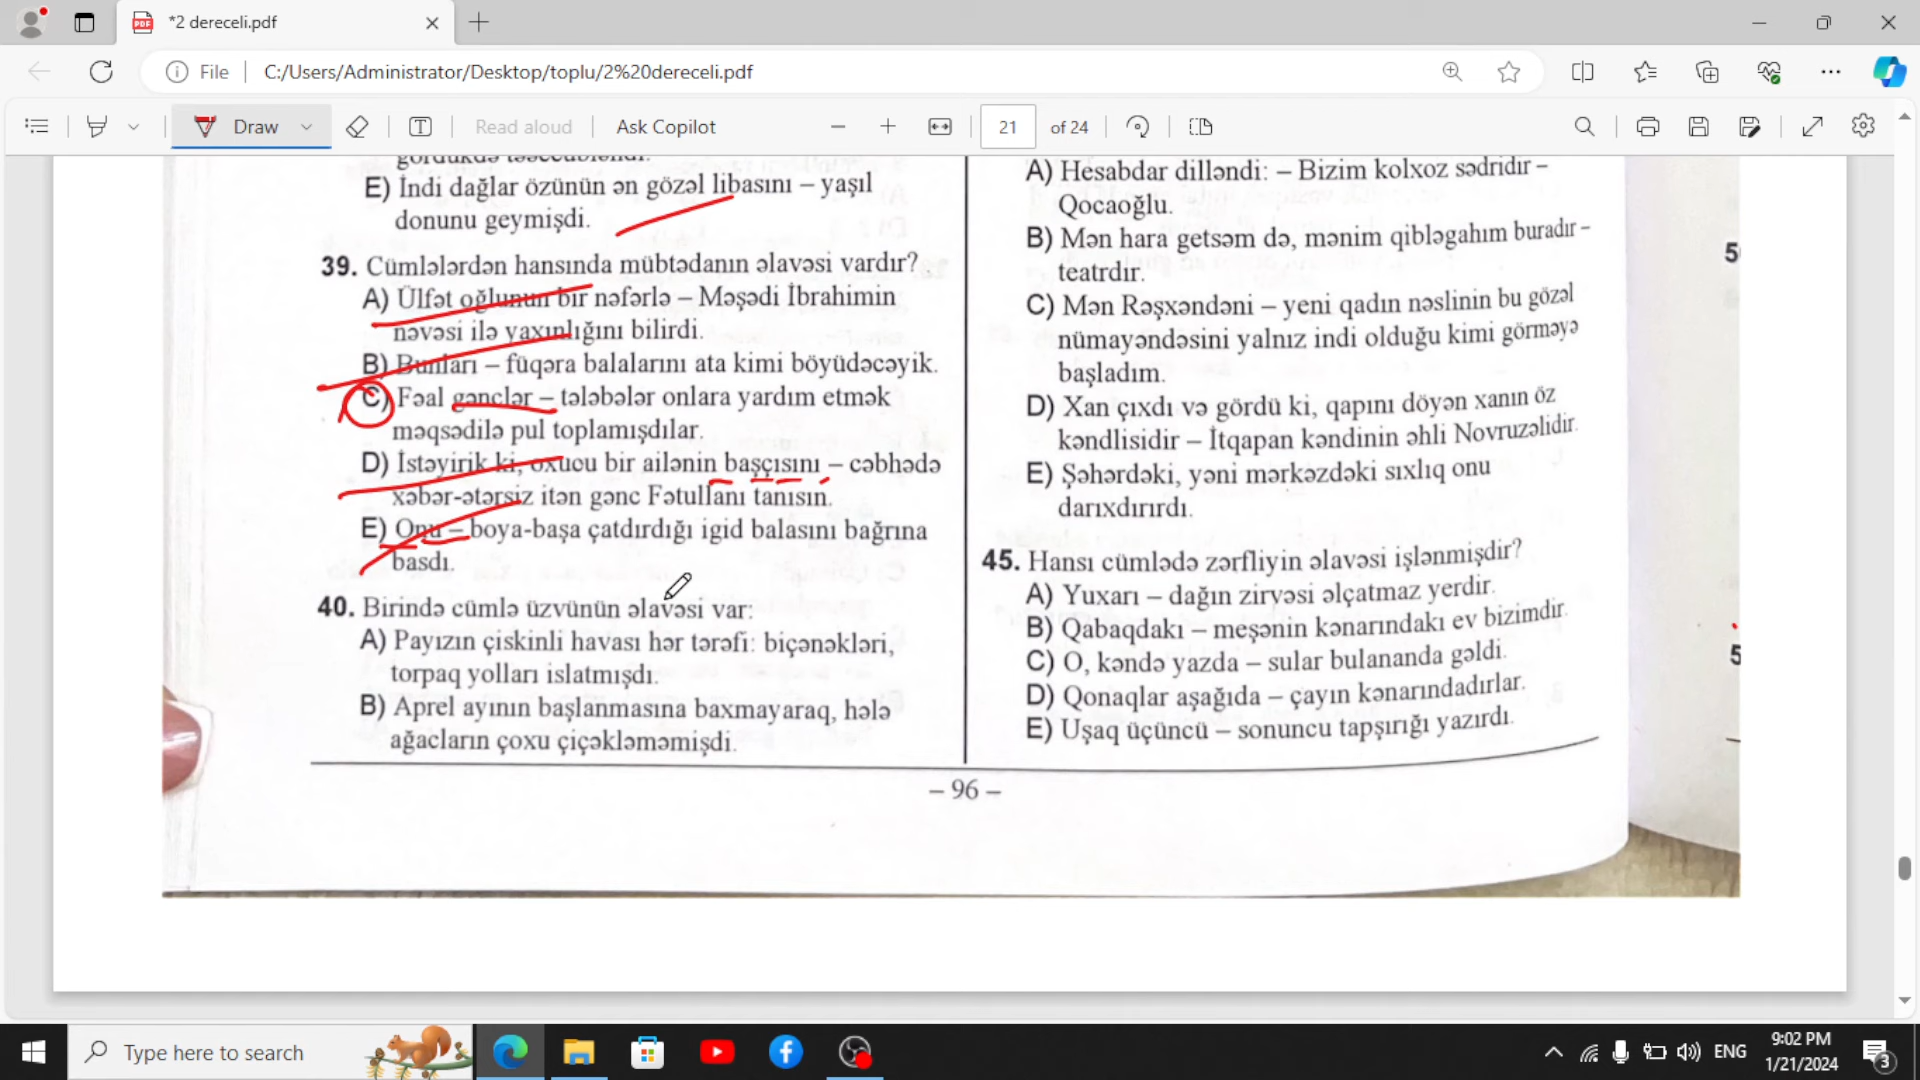 *2 dereceli.pdf
File
C:/Users/Administrator/Desktop/toplu/2%20dereceli.pdf
Draw
Read aloud
Ask Copilot
21
of 24
E) İndi dağlar özünün ən gözəl libasını – yaşıl
donunu geymişdi.
39. Cümlələrdən hansında mübtədanın əlavəsi vardır?
A) Ülfət oğlunun bir nəfərlə – Məşədi İbrahimin
nəvəsi ilə yaxınlığını bilirdi.
B) Bunları – füqəra balalarını ata kimi böyüdəcəyik.
C) Fəal gənclər – tələbələr onlara yardım etmək
məqsədilə pul toplamışdılar.
D) İstəyirik ki, oxucu bir ailənin başçısını – cəbhədə
xəbər-ətərsiz itən gənc Fətullanı tanısın.
E) Onu – boya-başa çatdırdığı igid balasını bağrına
basdı.
40. Birində cümlə üzvünün əlavəsi var:
A) Payızın çiskinli havası hər tərəfi: biçənəkləri,
torpaq yolları islatmışdı.
B) Aprel ayının başlanmasına baxmayaraq, hələ
ağacların çoxu çiçəkləməmişdi.
A) Hesabdar dilləndi: – Bizim kolxoz sədridir –
Qocaoğlu.
B) Mən hara getsəm də, mənim qibləgahım buradır –
teatrdır.
C) Mən Rəşxəndəni – yeni qadın nəslinin bu gözəl
nümayəndəsini yalnız indi olduğu kimi görməyə
başladım.
D) Xan çıxdı və gördü ki, qapını döyən xanın öz
kəndlisidir – İtqapan kəndinin əhli Novruzəlidir.
E) Şəhərdəki, yəni mərkəzdəki sıxlıq onu
darıxdırırdı.
45. Hansı cümlədə zərfliyin əlavəsi işlənmişdir?
A) Yuxarı – dağın zirvəsi əlçatmaz yerdir.
B) Qabaqdakı – meşənin kənarındakı ev bizimdir.
C) O, kəndə yazda – sular bulananda gəldi.
D) Qonaqlar aşağıda – çayın kənarındadırlar.
E) Uşaq üçüncü – sonuncu tapşırığı yazırdı.
– 96 –
5
Type here to search
ENG
9:02 PM
1/21/2024
3